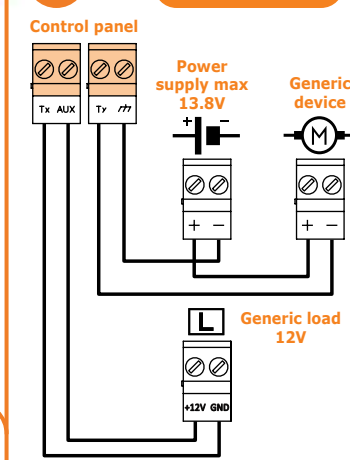 Control panel
Tx AUX Ty
Power
supply max
13.8V
+ −
+ −
Generic
device
M
+ −
L
Generic load
12V
+12V GND